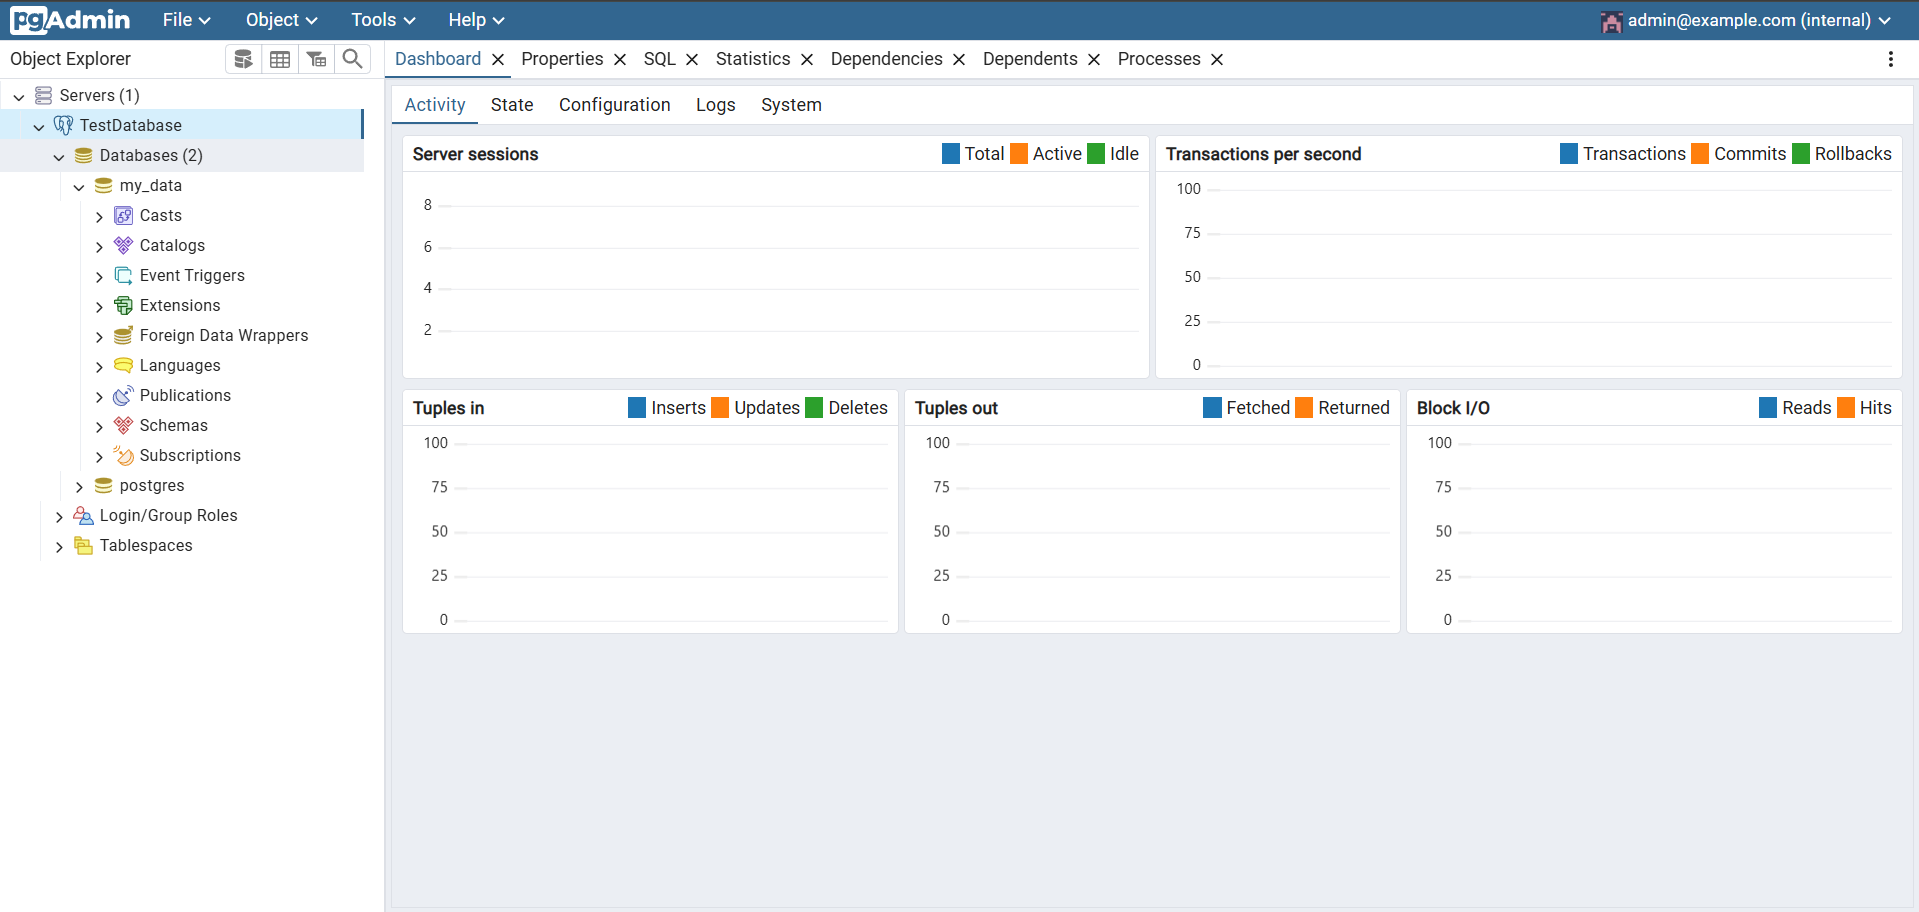 pgAdmin File Object Tools Help admin@example.com (internal)
Object Explorer
Dashboard Properties SQL Statistics Dependencies Dependents Processes
Servers (1)
TestDatabase
Databases (2)
my_data
Casts
Catalogs
Event Triggers
Extensions
Foreign Data Wrappers
Languages
Publications
Schemas
Subscriptions
postgres
Login/Group Roles
Tablespaces
Activity State Configuration Logs System
Server sessions Total Active Idle
8
6
4
2
Transactions per second Transactions Commits Rollbacks
100
75
50
25
0
Tuples in Inserts Updates Deletes
100
75
50
25
0
Tuples out Fetched Returned
100
75
50
25
0
Block I/O Reads Hits
100
75
50
25
0